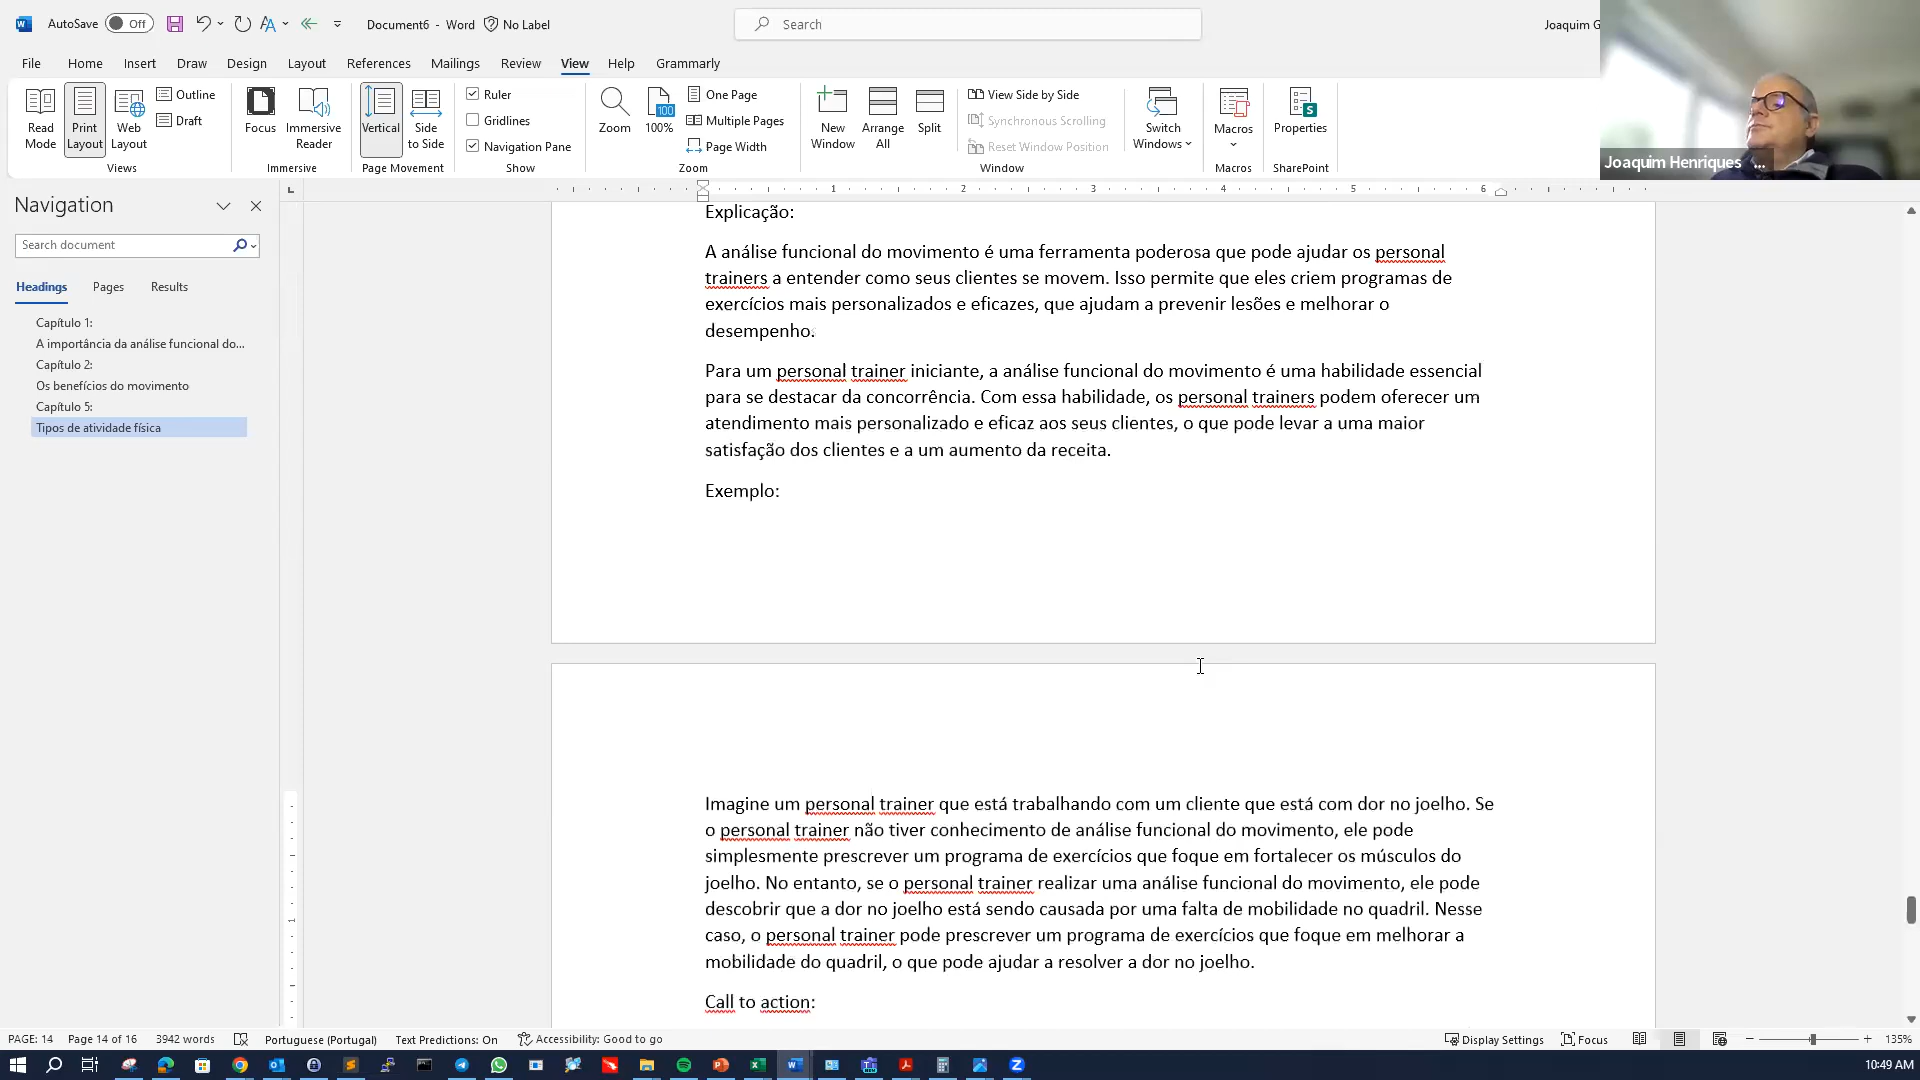 AutoSave Off Document6 - Word No Label Search Joaquim G
File Home Insert Draw Design Layout References Mailings Review View Help Grammarly
Read Mode
Print Layout
Web Layout
Outline
Draft
Views
Focus
Immersive Reader
Immersive
Vertical
Side to Side
Page Movement
Ruler
Gridlines
Navigation Pane
Show
Zoom
100
100%
One Page
Multiple Pages
Page Width
Zoom
New Window
Arrange All
Split
View Side by Side
Synchronous Scrolling
Reset Window Position
Window
Switch Windows
Macros
Macros
Properties
SharePoint
Joaquim Henriques ...
1 2 3 4 5 6
Navigation
Search document
Headings Pages Results
Capítulo 1:
A importância da análise funcional do...
Capítulo 2:
Os benefícios do movimento
Capítulo 5:
Tipos de atividade física
Explicação:
A análise funcional do movimento é uma ferramenta poderosa que pode ajudar os personal
trainers a entender como seus clientes se movem. Isso permite que eles criem programas de
exercícios mais personalizados e eficazes, que ajudam a prevenir lesões e melhorar o
desempenho.
Para um personal trainer iniciante, a análise funcional do movimento é uma habilidade essencial
para se destacar da concorrência. Com essa habilidade, os personal trainers podem oferecer um
atendimento mais personalizado e eficaz aos seus clientes, o que pode levar a uma maior
satisfação dos clientes e a um aumento da receita.
Exemplo:
Imagine um personal trainer que está trabalhando com um cliente que está com dor no joelho. Se
o personal trainer não tiver conhecimento de análise funcional do movimento, ele pode
simplesmente prescrever um programa de exercícios que foque em fortalecer os músculos do
joelho. No entanto, se o personal trainer realizar uma análise funcional do movimento, ele pode
descobrir que a dor no joelho está sendo causada por uma falta de mobilidade no quadril. Nesse
caso, o personal trainer pode prescrever um programa de exercícios que foque em melhorar a
mobilidade do quadril, o que pode ajudar a resolver a dor no joelho.
Call to action:
PAGE: 14 Page 14 of 16 3942 words Portuguese (Portugal) Text Predictions: On Accessibility: Good to go Display Settings Focus 135%
10:49 AM